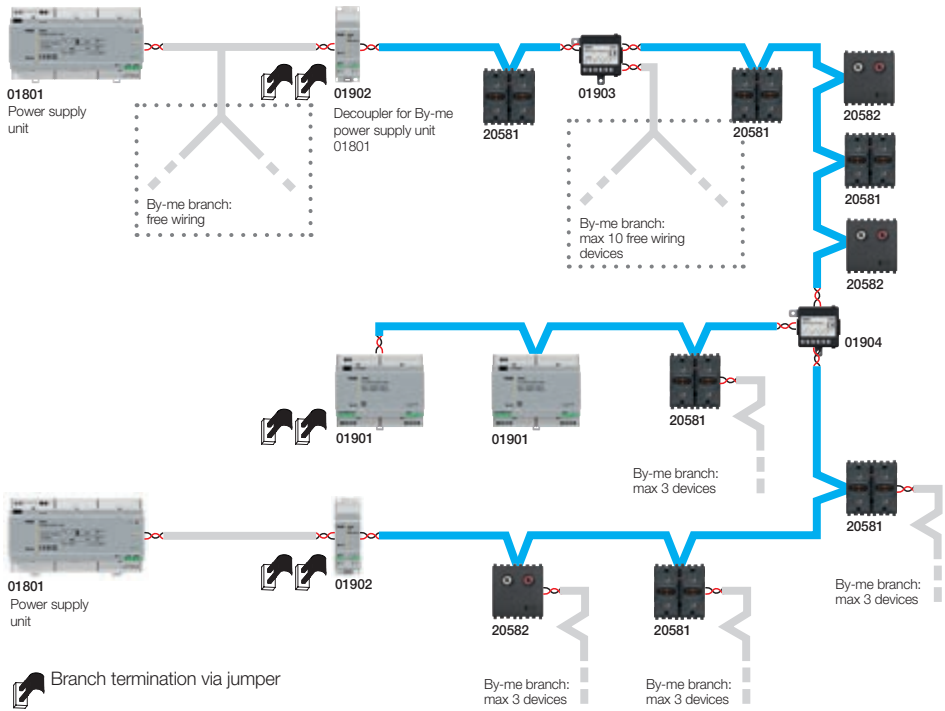 01801
Power supply
unit
01902
Decoupler for By-me
power supply unit
01801
20581
01903
20581
20582
20581
20582
By-me branch:
free wiring
By-me branch:
max 10 free wiring
devices
01904
01901
01901
20581
By-me branch:
max 3 devices
20581
By-me branch:
max 3 devices
01801
Power supply
unit
01902
20582
20581
By-me branch:
max 3 devices
By-me branch:
max 3 devices
Branch termination via jumper